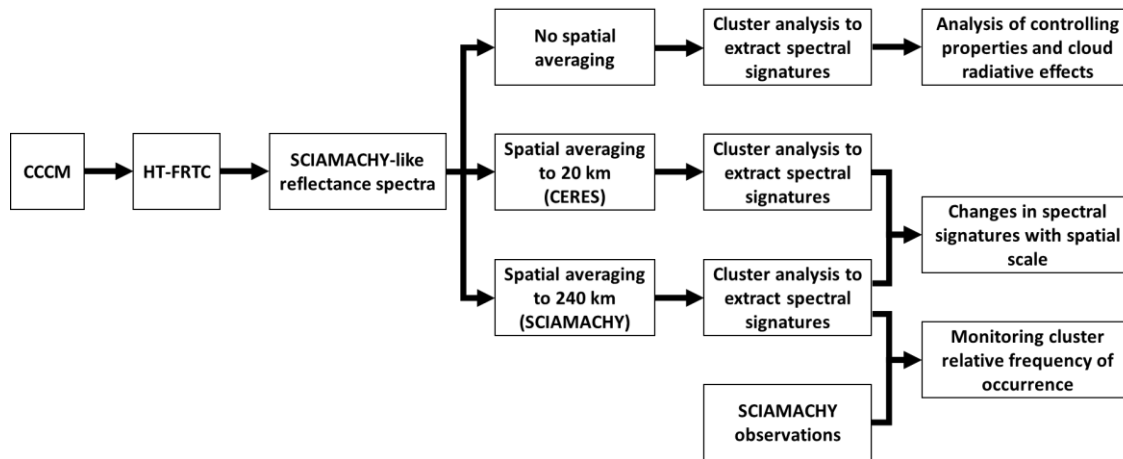 CCCM
HT-FRTC
SCIAMACHY-like
reflectance spectra
No spatial
averaging
Cluster analysis to
extract spectral
signatures
Analysis of controlling
properties and cloud
radiative effects
Spatial averaging
to 20 km
(CERES)
Cluster analysis to
extract spectral
signatures
Spatial averaging
to 240 km
(SCIAMACHY)
Cluster analysis to
extract spectral
signatures
Changes in spectral
signatures with spatial
scale
SCIAMACHY
observations
Monitoring cluster
relative frequency of
occurrence